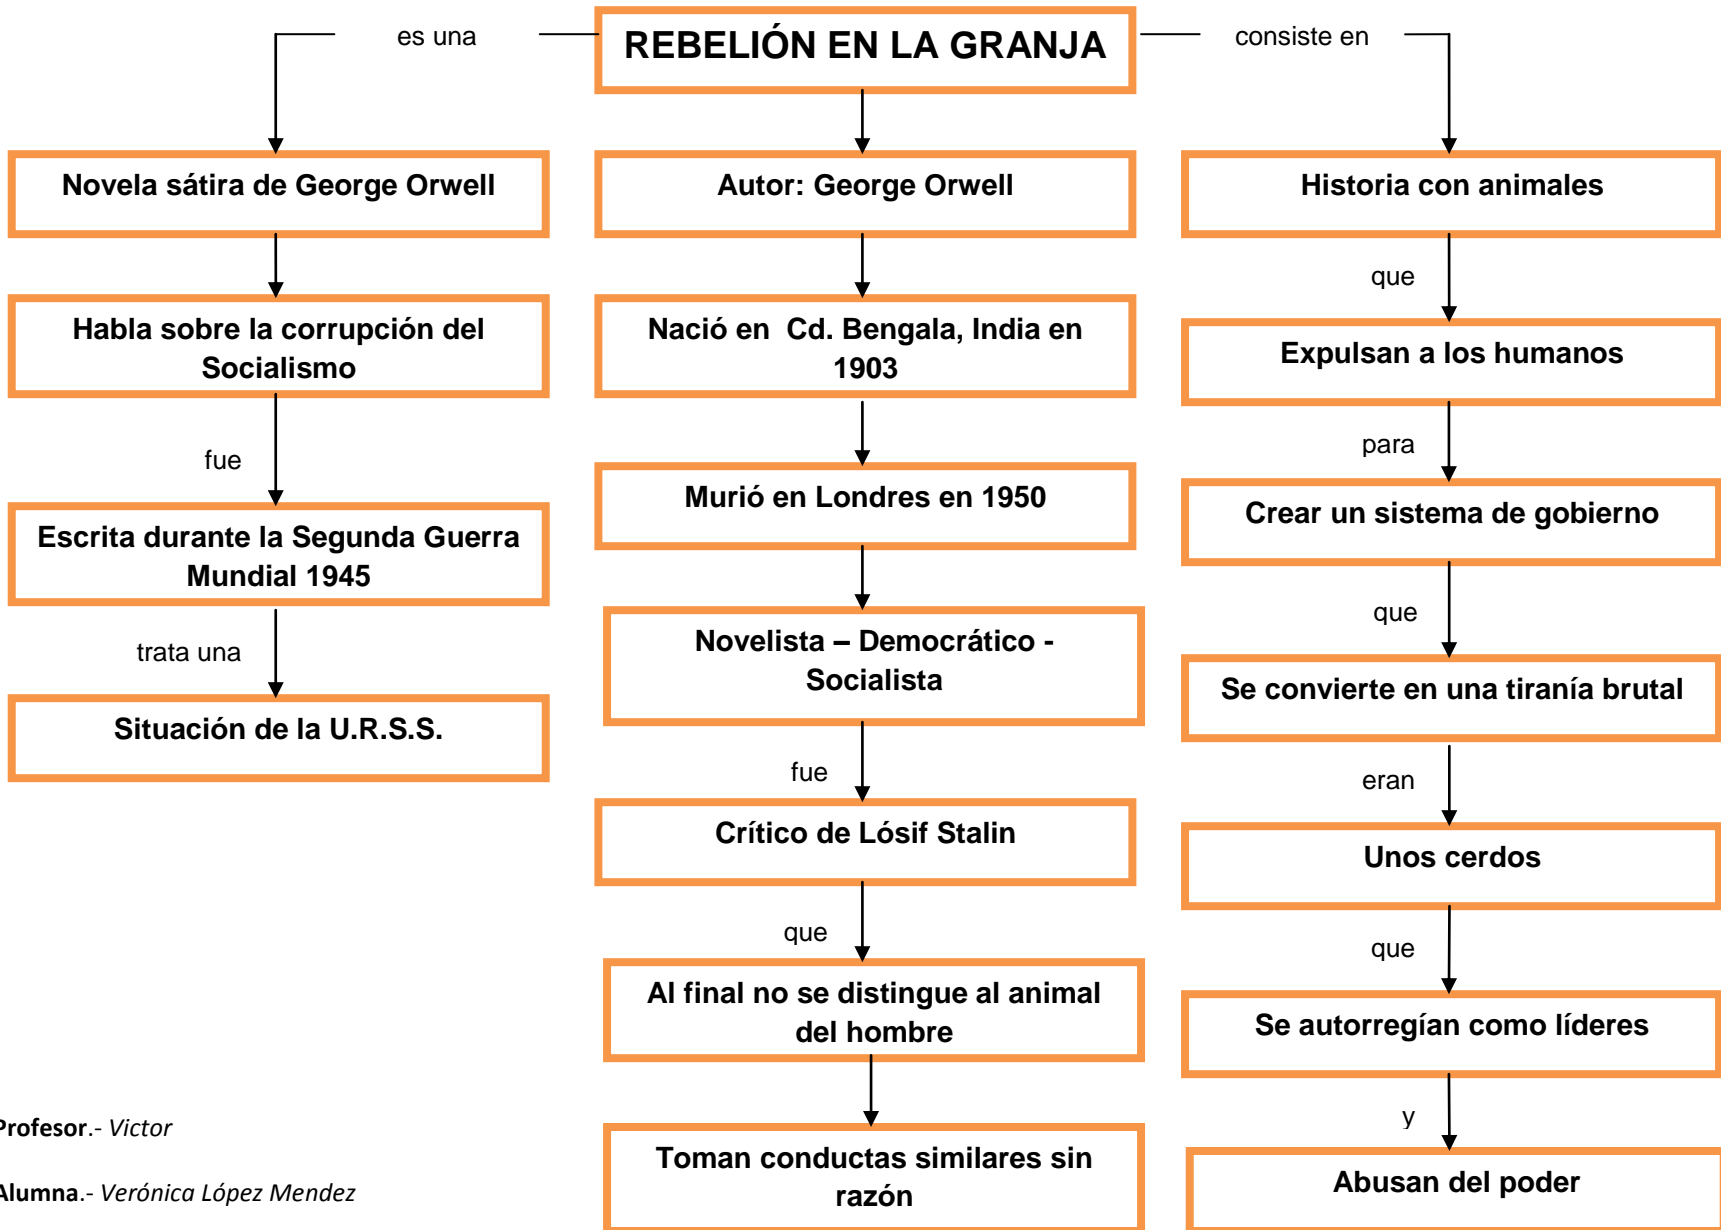 es una
REBELIÓN EN LA GRANJA
consiste en
Novela sátira de George Orwell
Habla sobre la corrupción del
Socialismo
fue
Escrita durante la Segunda Guerra
Mundial 1945
trata una
Situación de la U.R.S.S.
Autor: George Orwell
Nació en Cd. Bengala, India en
1903
Murió en Londres en 1950
Novelista – Democrático -
Socialista
fue
Crítico de Lósif Stalin
que
Al final no se distingue al animal
del hombre
Toman conductas similares sin
razón
Historia con animales
que
Expulsan a los humanos
para
Crear un sistema de gobierno
que
Se convierte en una tiranía brutal
eran
Unos cerdos
que
Se autorregían como líderes
y
Abusan del poder
Profesor.- Victor
Alumna.- Verónica López Mendez